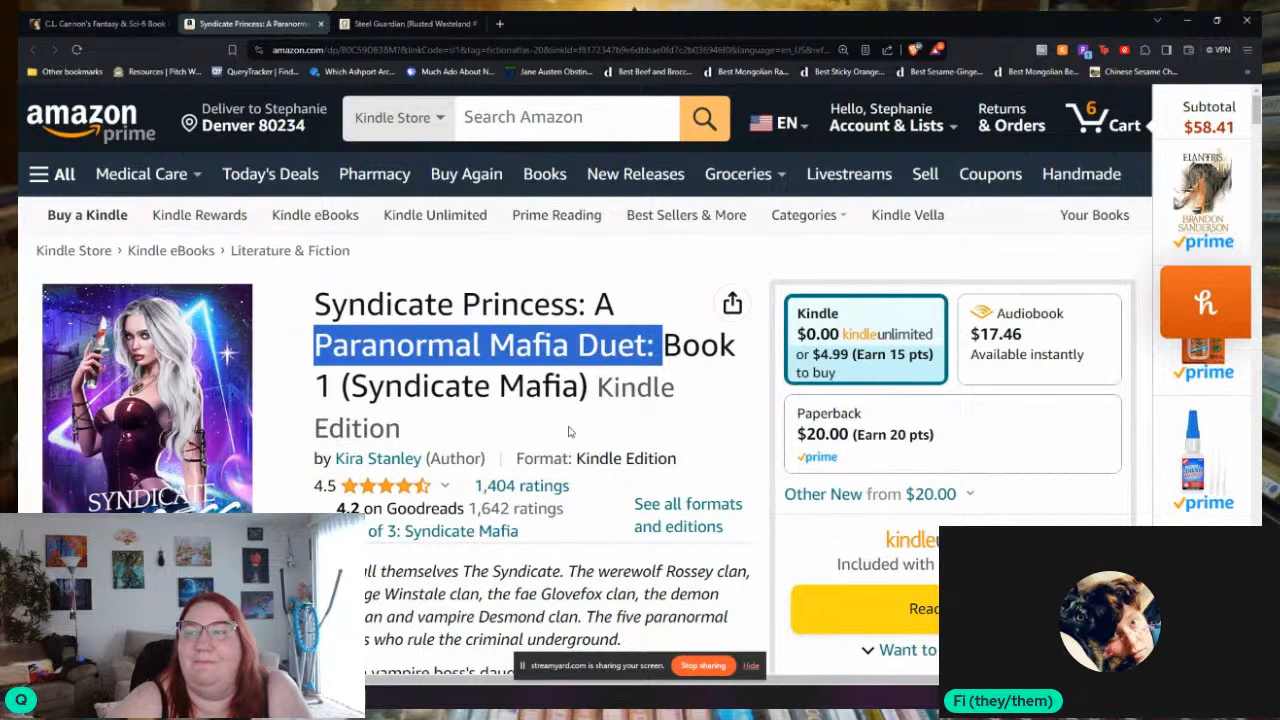 C.L. Cannon's Fantasy & Sci-fi Book
Syndicate Princess: A Paranorm
Steel Guardian (Rusted Wasteland
Other bookmarks
Resources | Pitch W...
QueryTracker | Find...
Which Ashport Arc...
Much Ado About N...
Jane Austen Obstin...
Best Beef and Brocc...
Best Mongolian Ra...
Best Sticky Orange...
Best Sesame-Ginge...
Best Mongolian Be...
Chinese Sesame Ch...
VPN
amazon prime
Deliver to Stephanie
Denver 80234
Kindle Store
Search Amazon
EN
Hello, Stephanie
Account & Lists
Returns
& Orders
6
Cart
Subtotal
$58.41
All
Medical Care
Today's Deals
Pharmacy
Buy Again
Books
New Releases
Groceries
Livestreams
Sell
Coupons
Handmade
Buy a Kindle
Kindle Rewards
Kindle eBooks
Kindle Unlimited
Prime Reading
Best Sellers & More
Categories
Kindle Vella
Your Books
ELANTRIS
BRANDON
SANDERSON
prime
Kindle Store › Kindle eBooks › Literature & Fiction
Syndicate Princess: A
Paranormal Mafia Duet: Book
1 (Syndicate Mafia) Kindle
Edition
by Kira Stanley (Author)
Format: Kindle Edition
4.5
1,404 ratings
4.2 on Goodreads 1,642 ratings
of 3: Syndicate Mafia
See all formats
and editions
SYNDICATE
Kindle
$0.00 kindleunlimited
or $4.99 (Earn 15 pts)
to buy
Audiobook
$17.46
Available instantly
Paperback
$20.00 (Earn 20 pts)
prime
Other New from $20.00
h
prime
prime
kindleu
Included with
Read
Want to
ll themselves The Syndicate. The werewolf Rossey clan,
ge Winstale clan, the fae Glovefox clan, the demon
an and vampire Desmond clan. The five paranormal
s who rule the criminal underground.
vampire boss's daug
streamyard.com is sharing your screen.
Stop sharing
Hide
Q
Fi (they/them)